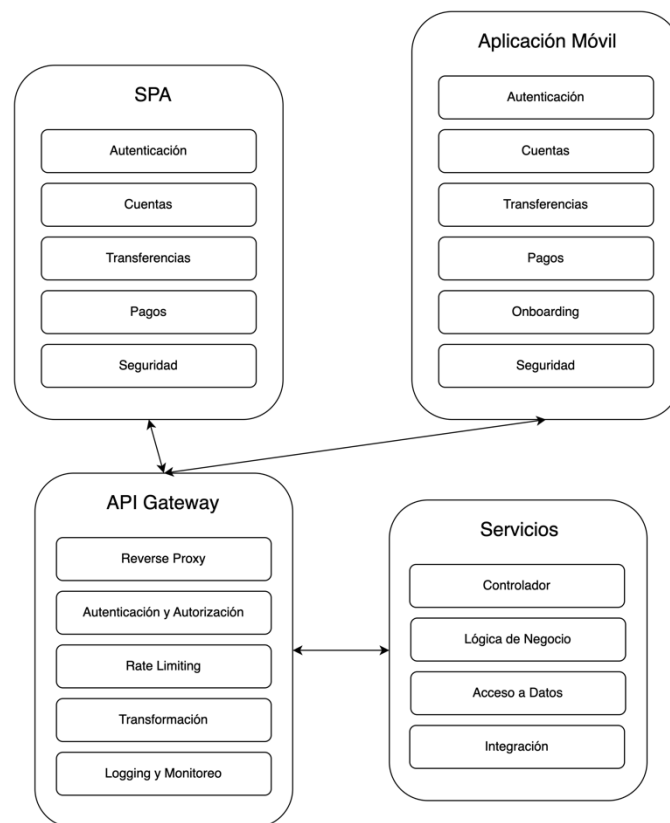 SPA
Autenticación
Cuentas
Transferencias
Pagos
Seguridad
Aplicación Móvil
Autenticación
Cuentas
Transferencias
Pagos
Onboarding
Seguridad
API Gateway
Reverse Proxy
Autenticación y Autorización
Rate Limiting
Transformación
Logging y Monitoreo
Servicios
Controlador
Lógica de Negocio
Acceso a Datos
Integración